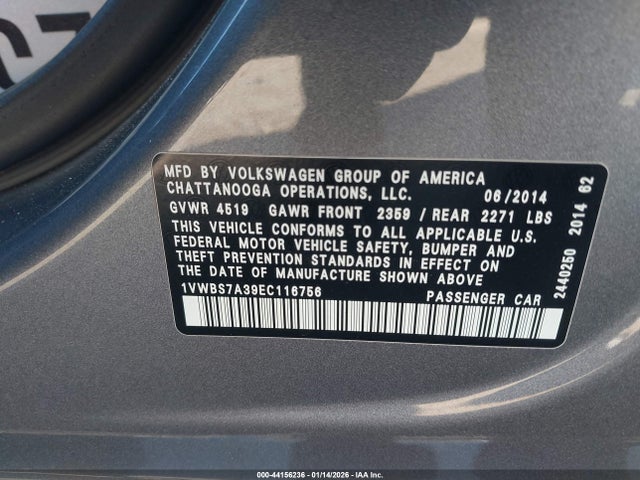 MFD BY VOLKSWAGEN GROUP OF AMERICA
CHATTANOOGA OPERATIONS, LLC. 06/2014
GVWR 4519 GAWR FRONT 2359 / REAR 2271 LBS
THIS VEHICLE CONFORMS TO ALL APPLICABLE U.S.
FEDERAL MOTOR VEHICLE SAFETY, BUMPER AND
THEFT PREVENTION STANDARDS IN EFFECT ON
THE DATE OF MANUFACTURE SHOWN ABOVE
1VWBS7A39EC116756 PASSENGER CAR
2440250 2014 62
000-44156236 - 01/14/2026 - IAA Inc.